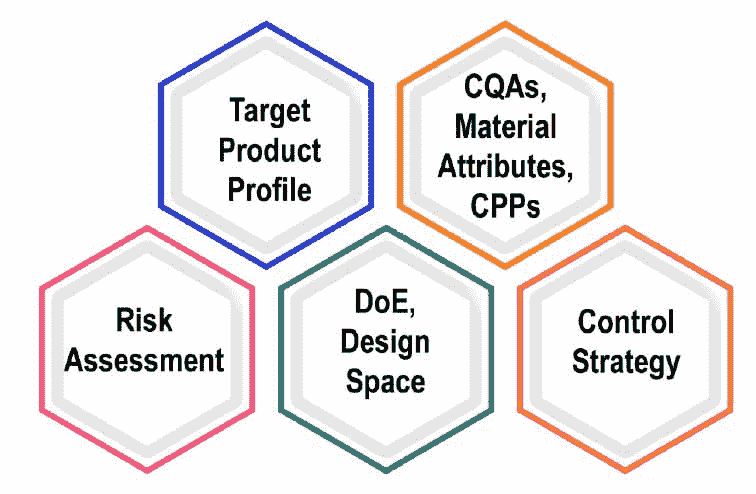 Target
Product
Profile
CQAs,
Material
Attributes,
CPPs
Risk
Assessment
DoE,
Design
Space
Control
Strategy